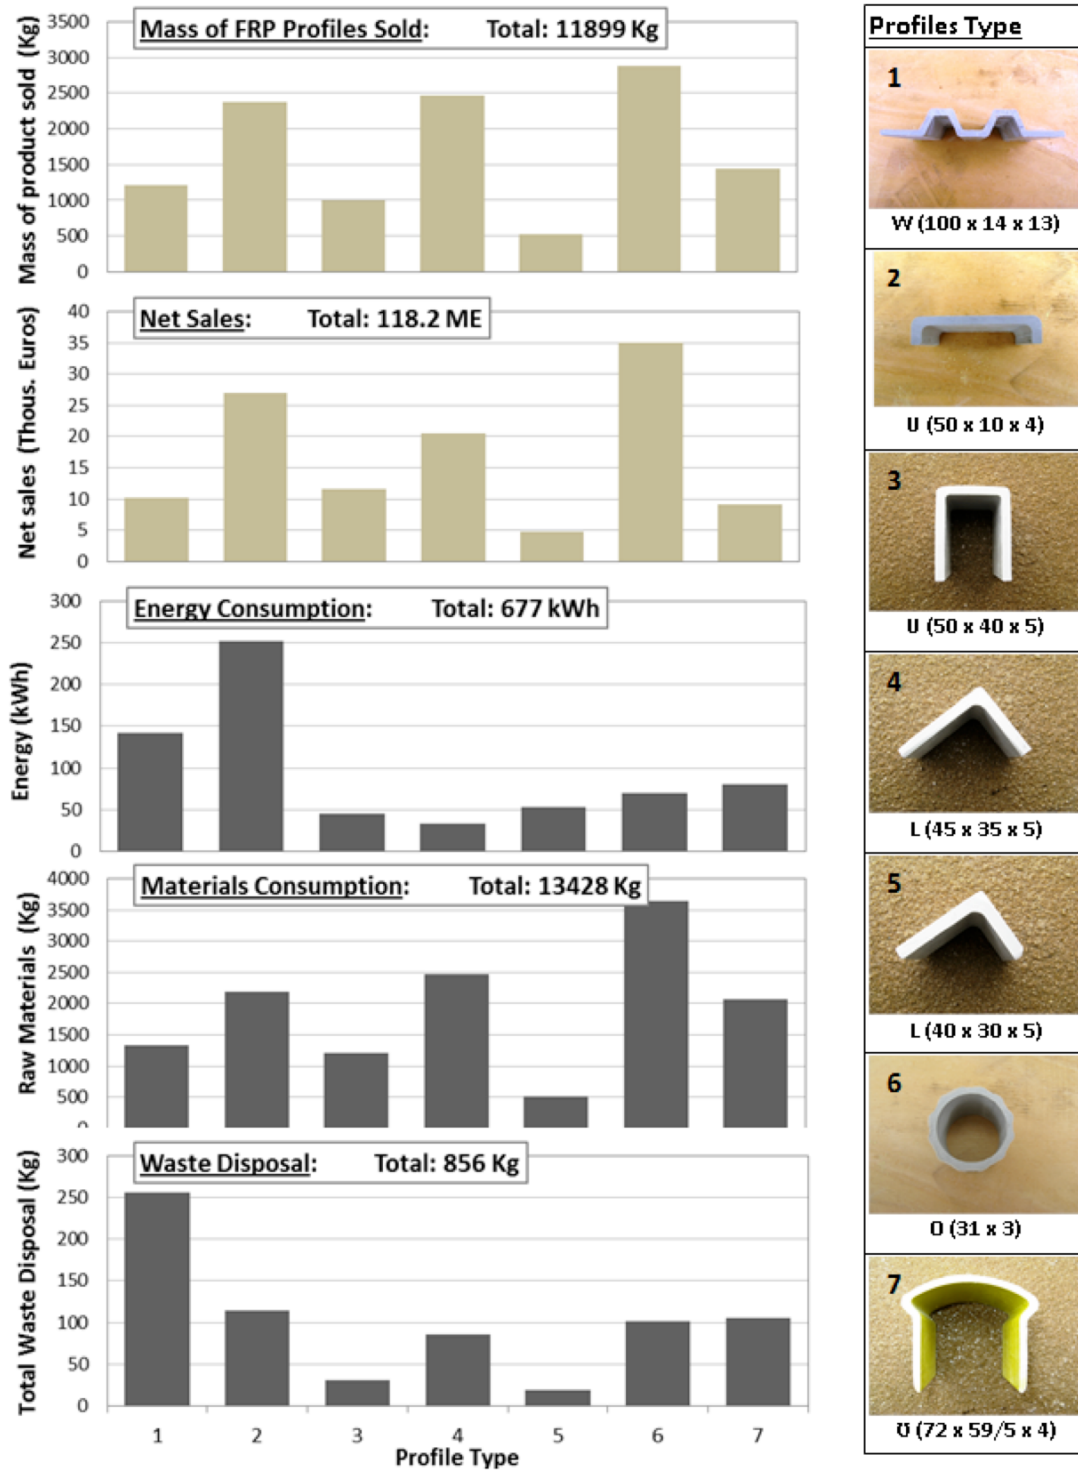 Mass of FRP Profiles Sold: Total: 11899 Kg
Mass of product sold (Kg)
3500
3000
2500
2000
1500
1000
500
0
Net Sales: Total: 118.2 ME
Net sales (Thous. Euros)
40
35
30
25
20
15
10
5
0
Energy Consumption: Total: 677 kWh
Energy (kWh)
300
250
200
150
100
50
0
Materials Consumption: Total: 13428 Kg
Raw Materials (Kg)
4000
3500
3000
2500
2000
1500
1000
500
0
Waste Disposal: Total: 856 Kg
Total Waste Disposal (Kg)
300
250
200
150
100
50
0
1 2 3 4 5 6 7
Profile Type
Profiles Type
1
W (100 x 14 x 13)
2
U (50 x 10 x 4)
3
U (50 x 40 x 5)
4
L (45 x 35 x 5)
5
L (40 x 30 x 5)
6
O (31 x 3)
7
Ʊ (72 x 59/5 x 4)